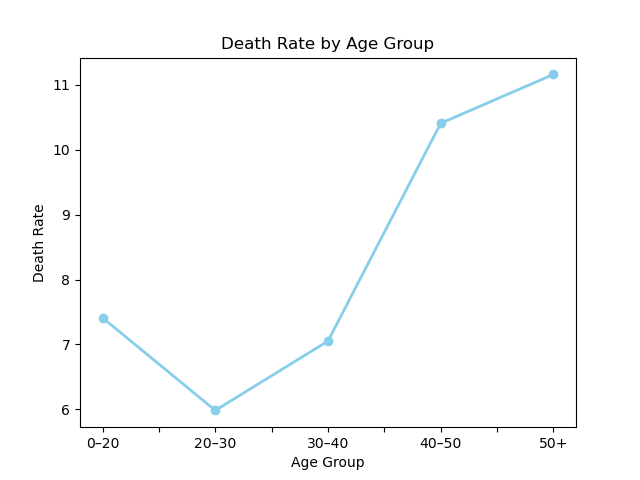 Death Rate by Age Group
Death Rate
11
10
9
8
7
6
0–20 20–30 30–40 40–50 50+
Age Group